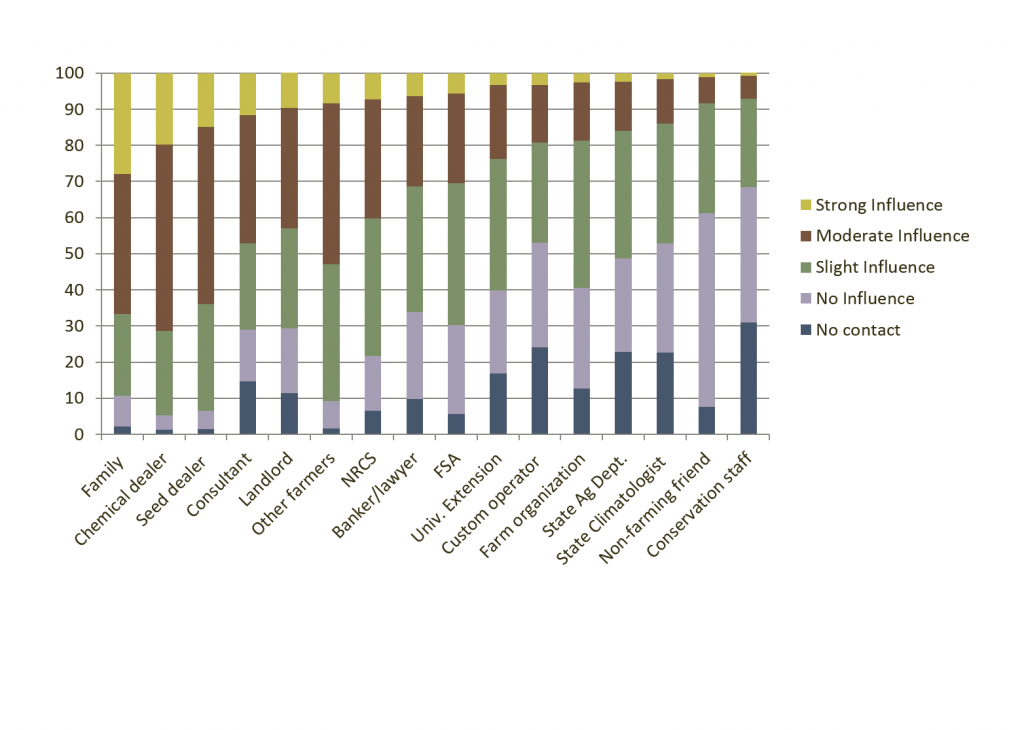 100
90
80
70
60
50
40
30
20
10
0
Family
Chemical dealer
Seed dealer
Consultant
Landlord
Other farmers
NRCS
Banker/lawyer
FSA
Univ. Extension
Custom operator
Farm organization
State Ag Dept.
State Climatologist
Non-farming friend
Conservation staff
Strong Influence
Moderate Influence
Slight Influence
No Influence
No contact